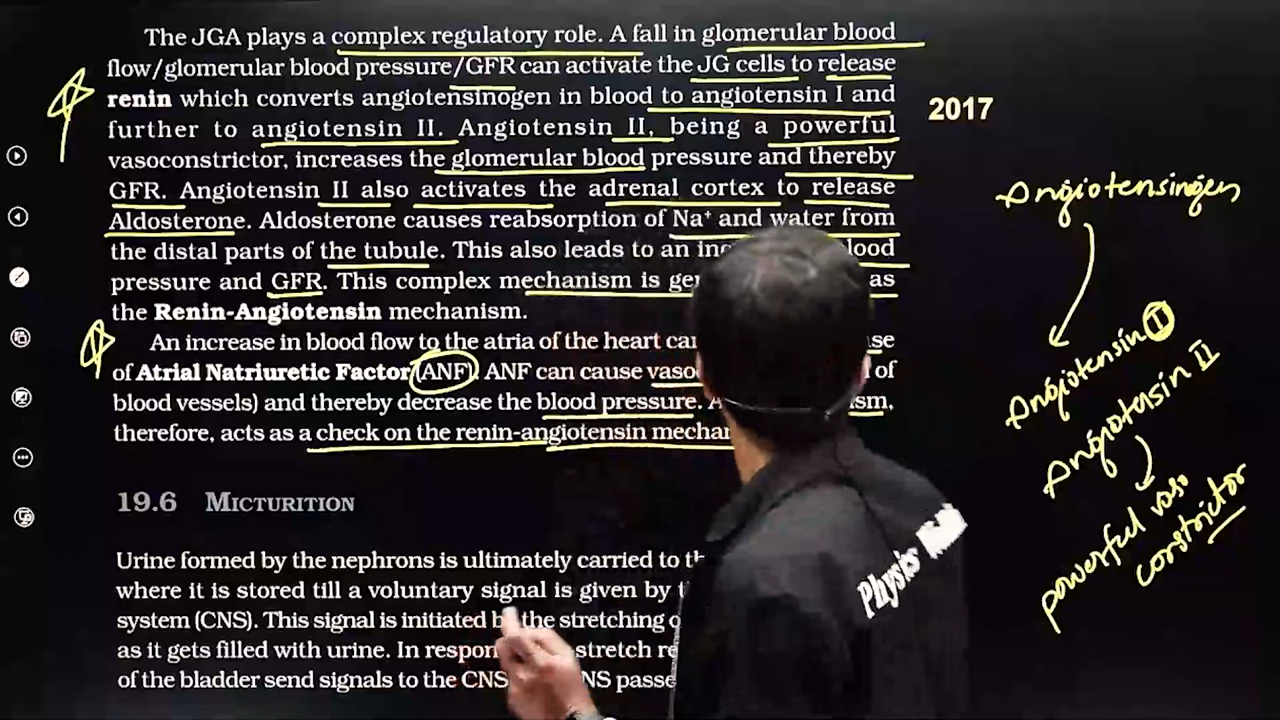 The JGA plays a complex regulatory role. A fall in glomerular blood
flow/glomerular blood pressure/GFR can activate the JG cells to release
renin which converts angiotensinogen in blood to angiotensin I and
further to angiotensin II. Angiotensin II, being a powerful
vasoconstrictor, increases the glomerular blood pressure and thereby
GFR. Angiotensin II also activates the adrenal cortex to release
Aldosterone. Aldosterone causes reabsorption of Na⁺ and water from
the distal parts of the tubule. This also leads to an blood
pressure and GFR. This complex mechanism is as
the Renin-Angiotensin mechanism.
An increase in blood flow to the atria of the heart
of Atrial Natriuretic Factor (ANF). ANF can cause of
blood vessels) and thereby decrease the blood pressure.
therefore, acts as a check on the renin-angiotensin
19.6 MICTURITION
Urine formed by the nephrons is ultimately carried to
where it is stored till a voluntary signal is given by
system (CNS). This signal is initiated the stretching
as it gets filled with urine. In stretch
of the bladder send signals to the CNS
2017
Angiotensinogen
Angiotensin I
Angiotensin II
powerful vaso
constrictor
Physics